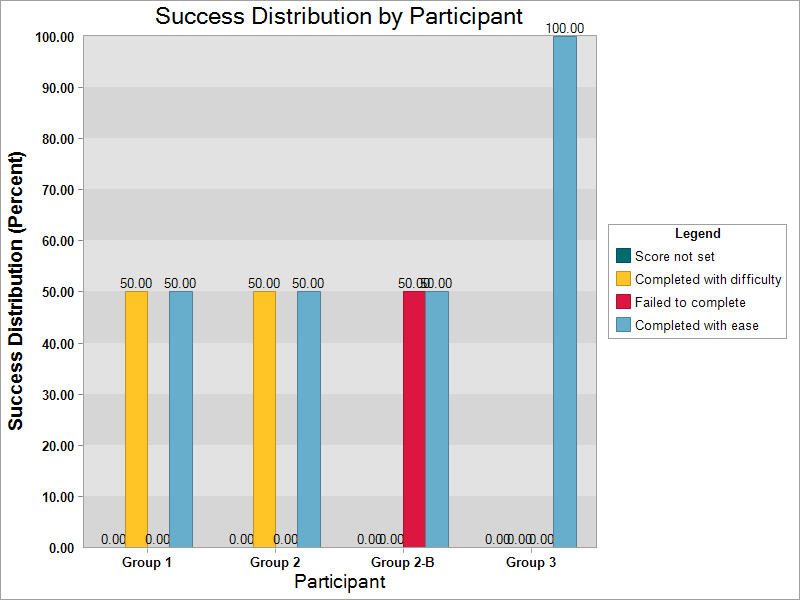 Success Distribution by Participant
100.00
100.00
90.00
80.00
70.00
60.00
50.00
40.00
30.00
20.00
10.00
0.00
Success Distribution (Percent)
50.00 50.00 50.00 50.00 50.00 50.00
0.00 0.00 0.00 0.00 0.00 0.00 0.00 0.00 0.00
Group 1 Group 2 Group 2-B Group 3
Participant
Legend
Score not set
Completed with difficulty
Failed to complete
Completed with ease